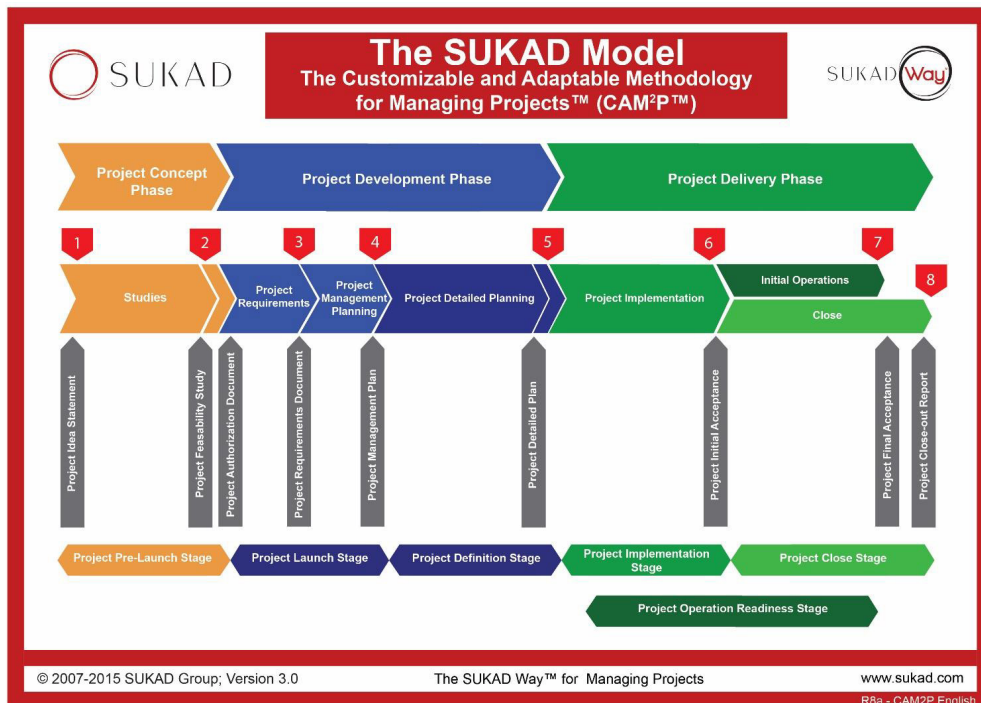 SUKAD
The SUKAD Model
The Customizable and Adaptable Methodology
for Managing Projects™ (CAM²P™)
SUKAD Way
Project Concept
Phase
Project Development Phase
Project Delivery Phase
1
2
3
4
5
6
7
8
Studies
Project
Requirements
Project
Management
Planning
Project Detailed Planning
Project Implementation
Initial Operations
Close
Project Idea Statement
Project Feasability Study
Project Authorization Document
Project Requirements Document
Project Management Plan
Project Detailed Plan
Project Initial Acceptance
Project Final Acceptance
Project Close-out Report
Project Pre-Launch Stage
Project Launch Stage
Project Definition Stage
Project Implementation
Stage
Project Close Stage
Project Operation Readiness Stage
© 2007-2015 SUKAD Group; Version 3.0
The SUKAD Way™ for Managing Projects
www.sukad.com
R8a - CAM2P English